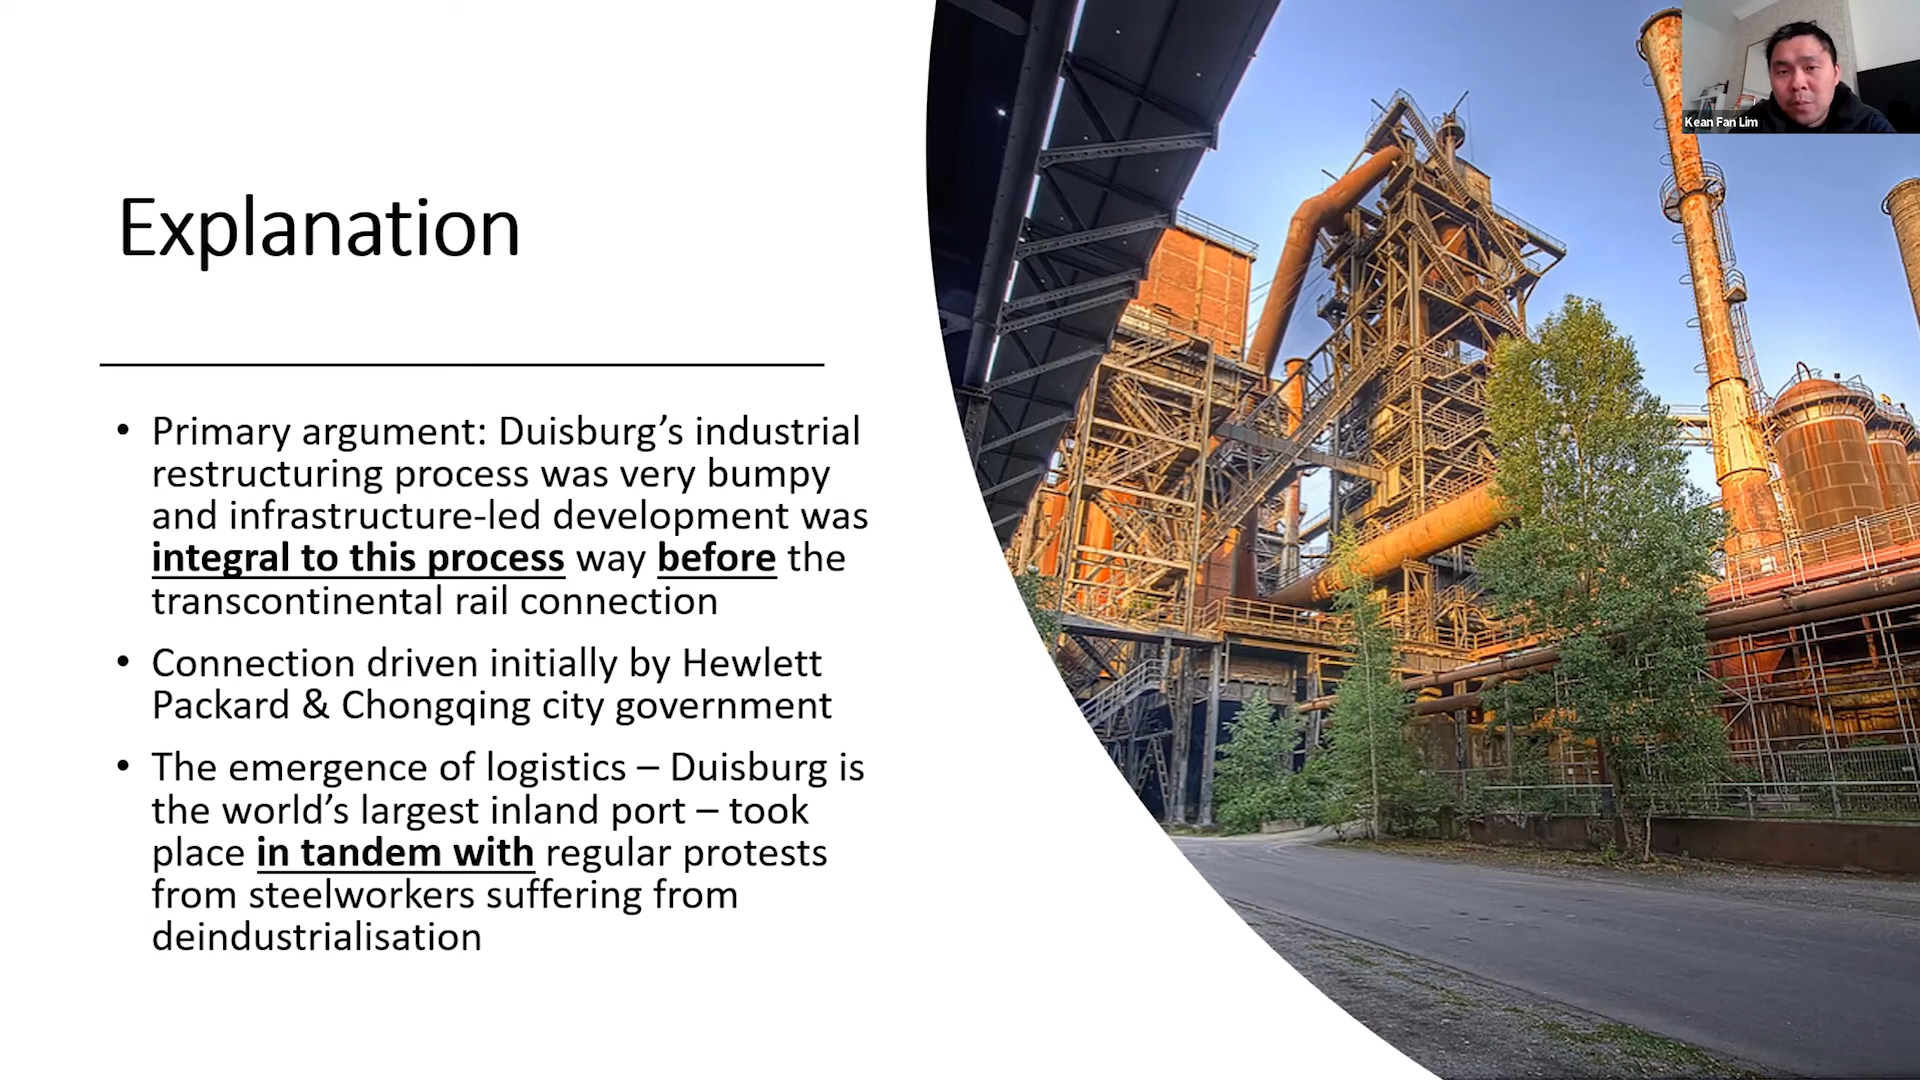 Kean Fan Lim
Explanation
• Primary argument: Duisburg’s industrial
restructuring process was very bumpy
and infrastructure-led development was
integral to this process way before the
transcontinental rail connection
• Connection driven initially by Hewlett
Packard & Chongqing city government
• The emergence of logistics – Duisburg is
the world’s largest inland port – took
place in tandem with regular protests
from steelworkers suffering from
deindustrialisation